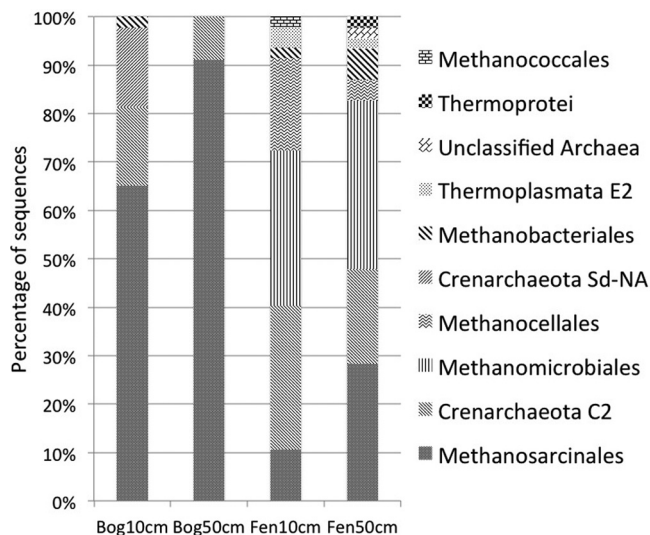 100%
90%
80%
70%
60%
50%
40%
30%
20%
10%
0%
Percentage of sequences
Bog10cm Bog50cm Fen10cm Fen50cm
Methanococcales
Thermoprotei
Unclassified Archaea
Thermoplasmata E2
Methanobacteriales
Crenarchaeota Sd-NA
Methanocellales
Methanomicrobiales
Crenarchaeota C2
Methanosarcinales